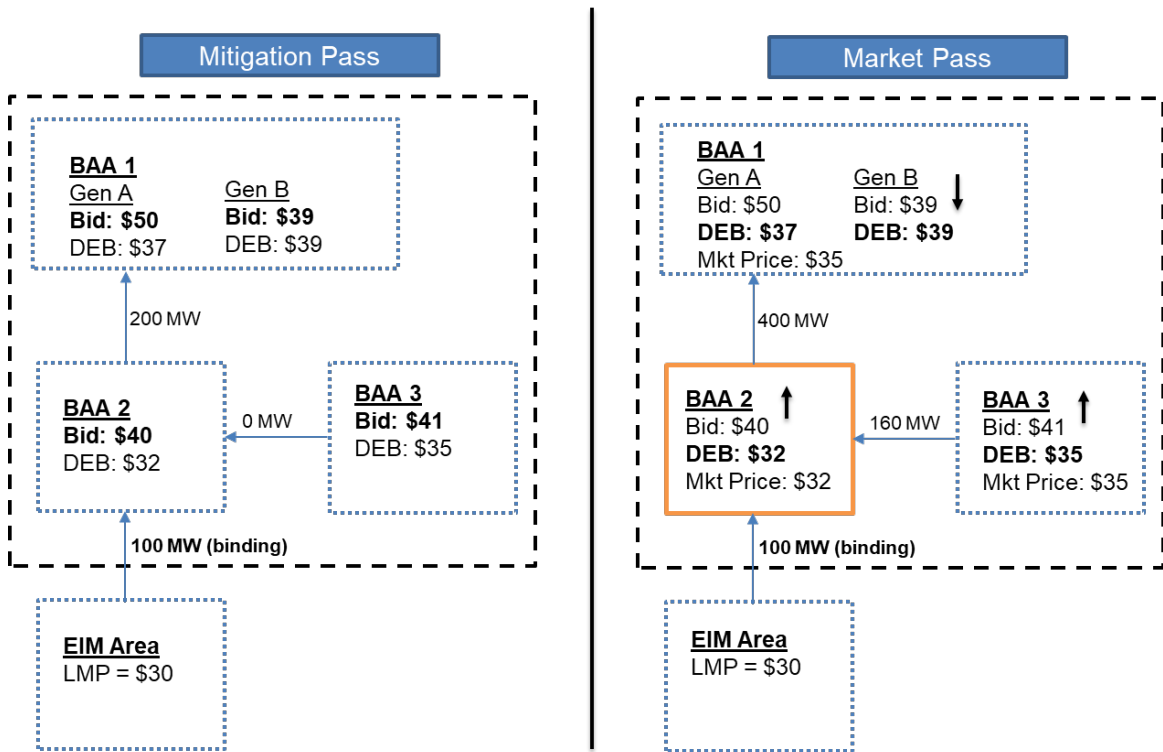 Mitigation Pass
BAA 1
Gen A
Bid: $50
DEB: $37
Gen B
Bid: $39
DEB: $39
200 MW
BAA 2
Bid: $40
DEB: $32
0 MW
BAA 3
Bid: $41
DEB: $35
100 MW (binding)
EIM Area
LMP = $30
Market Pass
BAA 1
Gen A
Bid: $50
DEB: $37
Mkt Price: $35
Gen B
Bid: $39
DEB: $39
400 MW
BAA 2
Bid: $40
DEB: $32
Mkt Price: $32
160 MW
BAA 3
Bid: $41
DEB: $35
Mkt Price: $35
100 MW (binding)
EIM Area
LMP = $30